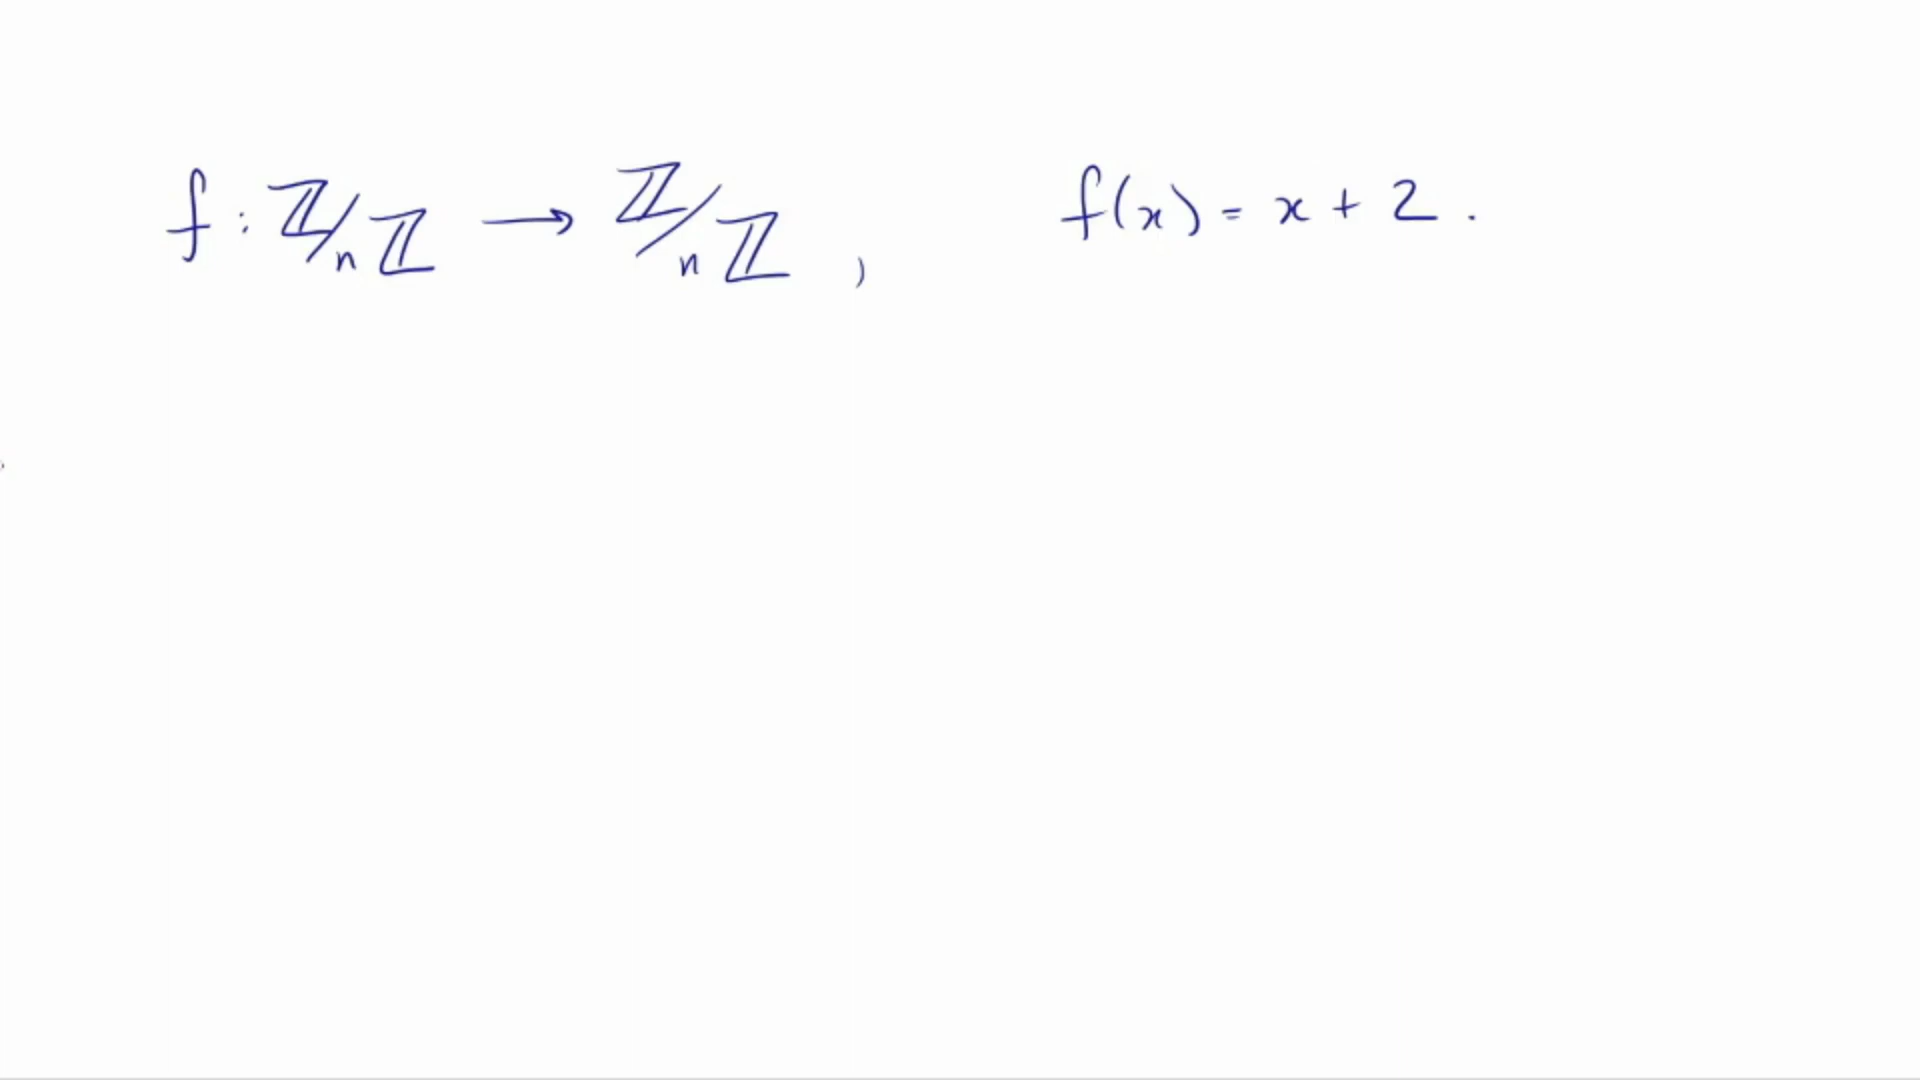 f : ℤ/nℤ → ℤ/nℤ , f(x) = x + 2 .